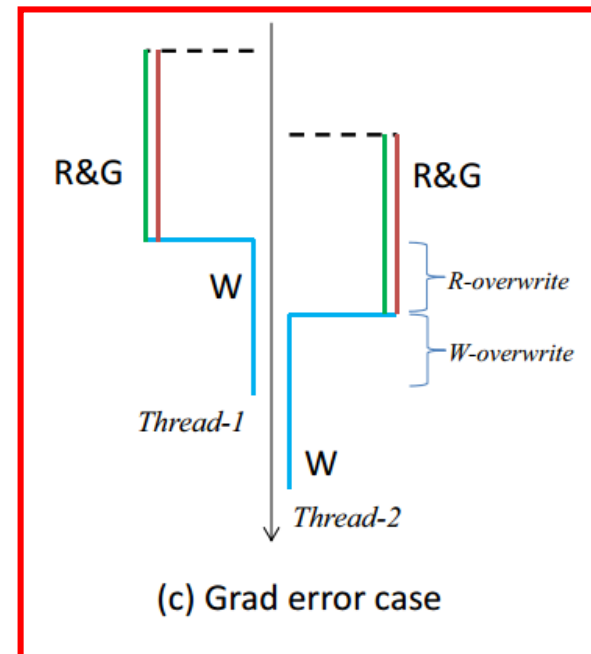 R&G
R&G
R-overwrite
W
W-overwrite
Thread-1
W
Thread-2
(c) Grad error case